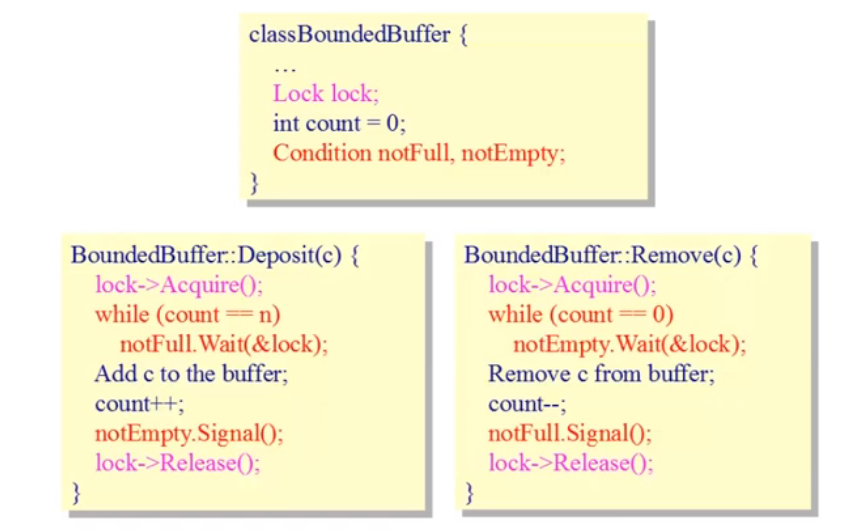 classBoundedBuffer {
…
Lock lock;
int count = 0;
Condition notFull, notEmpty;
}
BoundedBuffer::Deposit(c) {
lock->Acquire();
while (count == n)
notFull.Wait(&lock);
Add c to the buffer;
count++;
notEmpty.Signal();
lock->Release();
}
BoundedBuffer::Remove(c) {
lock->Acquire();
while (count == 0)
notEmpty.Wait(&lock);
Remove c from buffer;
count--;
notFull.Signal();
lock->Release();
}